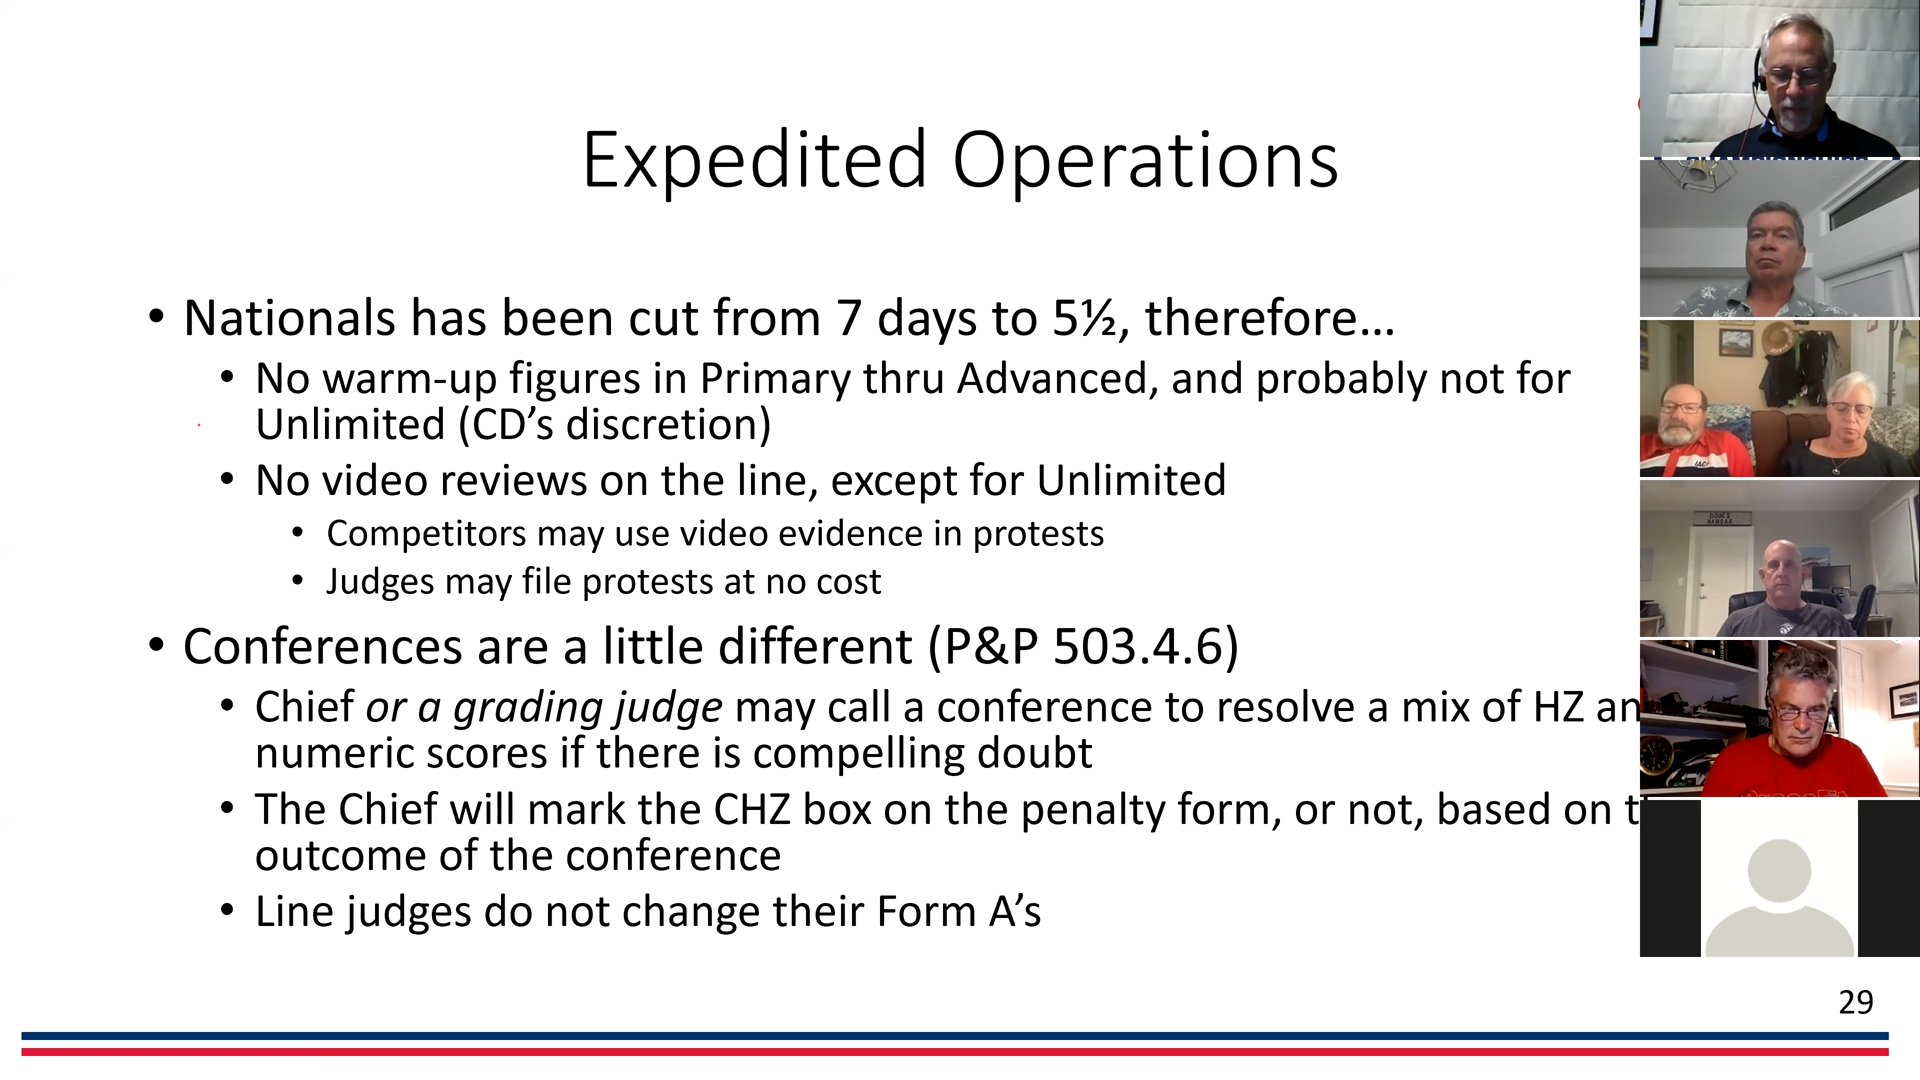 Expedited Operations
• Nationals has been cut from 7 days to 5½, therefore…
• No warm-up figures in Primary thru Advanced, and probably not for
Unlimited (CD’s discretion)
• No video reviews on the line, except for Unlimited
• Competitors may use video evidence in protests
• Judges may file protests at no cost
• Conferences are a little different (P&P 503.4.6)
• Chief or a grading judge may call a conference to resolve a mix of HZ an
numeric scores if there is compelling doubt
• The Chief will mark the CHZ box on the penalty form, or not, based on t
outcome of the conference
• Line judges do not change their Form A’s
29
DOUG'S
HANGAR
IAC